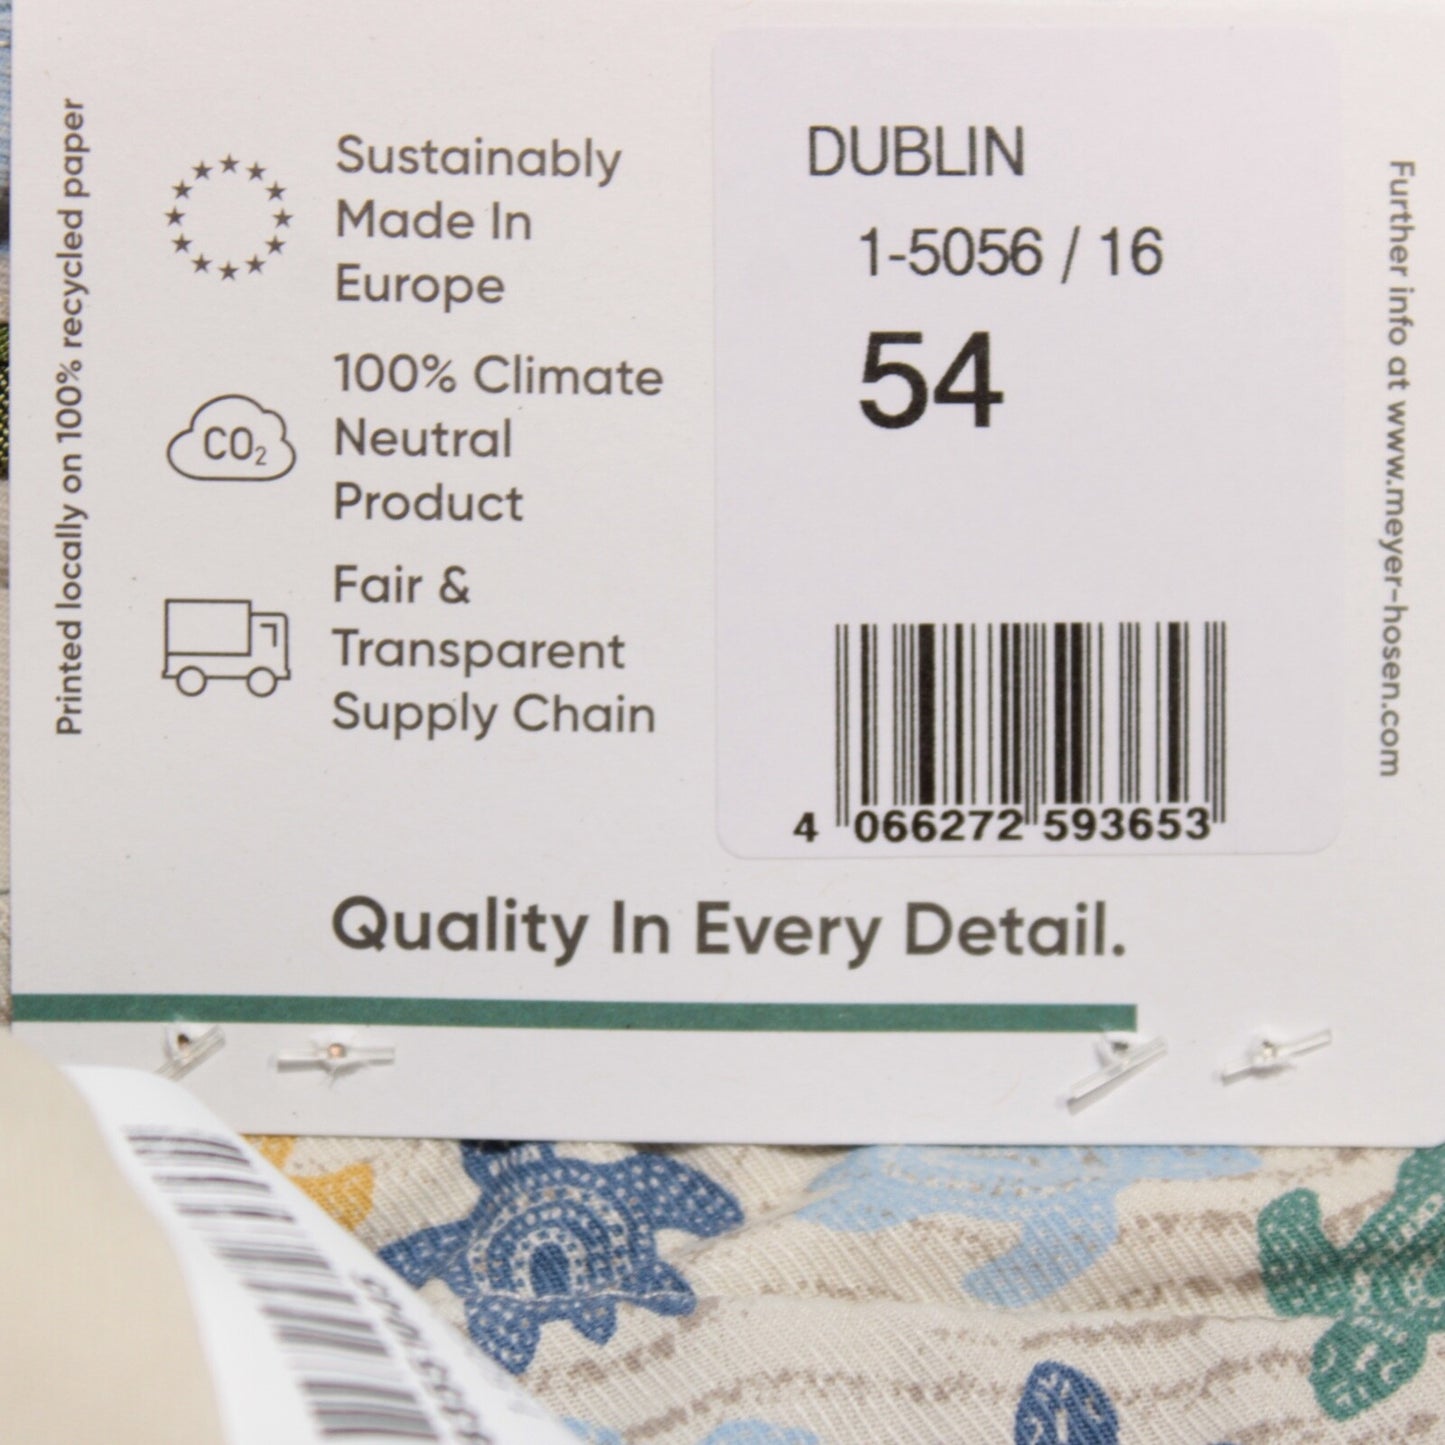 Printed locally on 100% recycled paper
Sustainably
Made In
Europe
CO₂
100% Climate
Neutral
Product
Fair &
Transparent
Supply Chain
DUBLIN
1-5056 / 16
54
4 066272 593653
Further info at www.meyer-hosen.com
Quality In Every Detail.